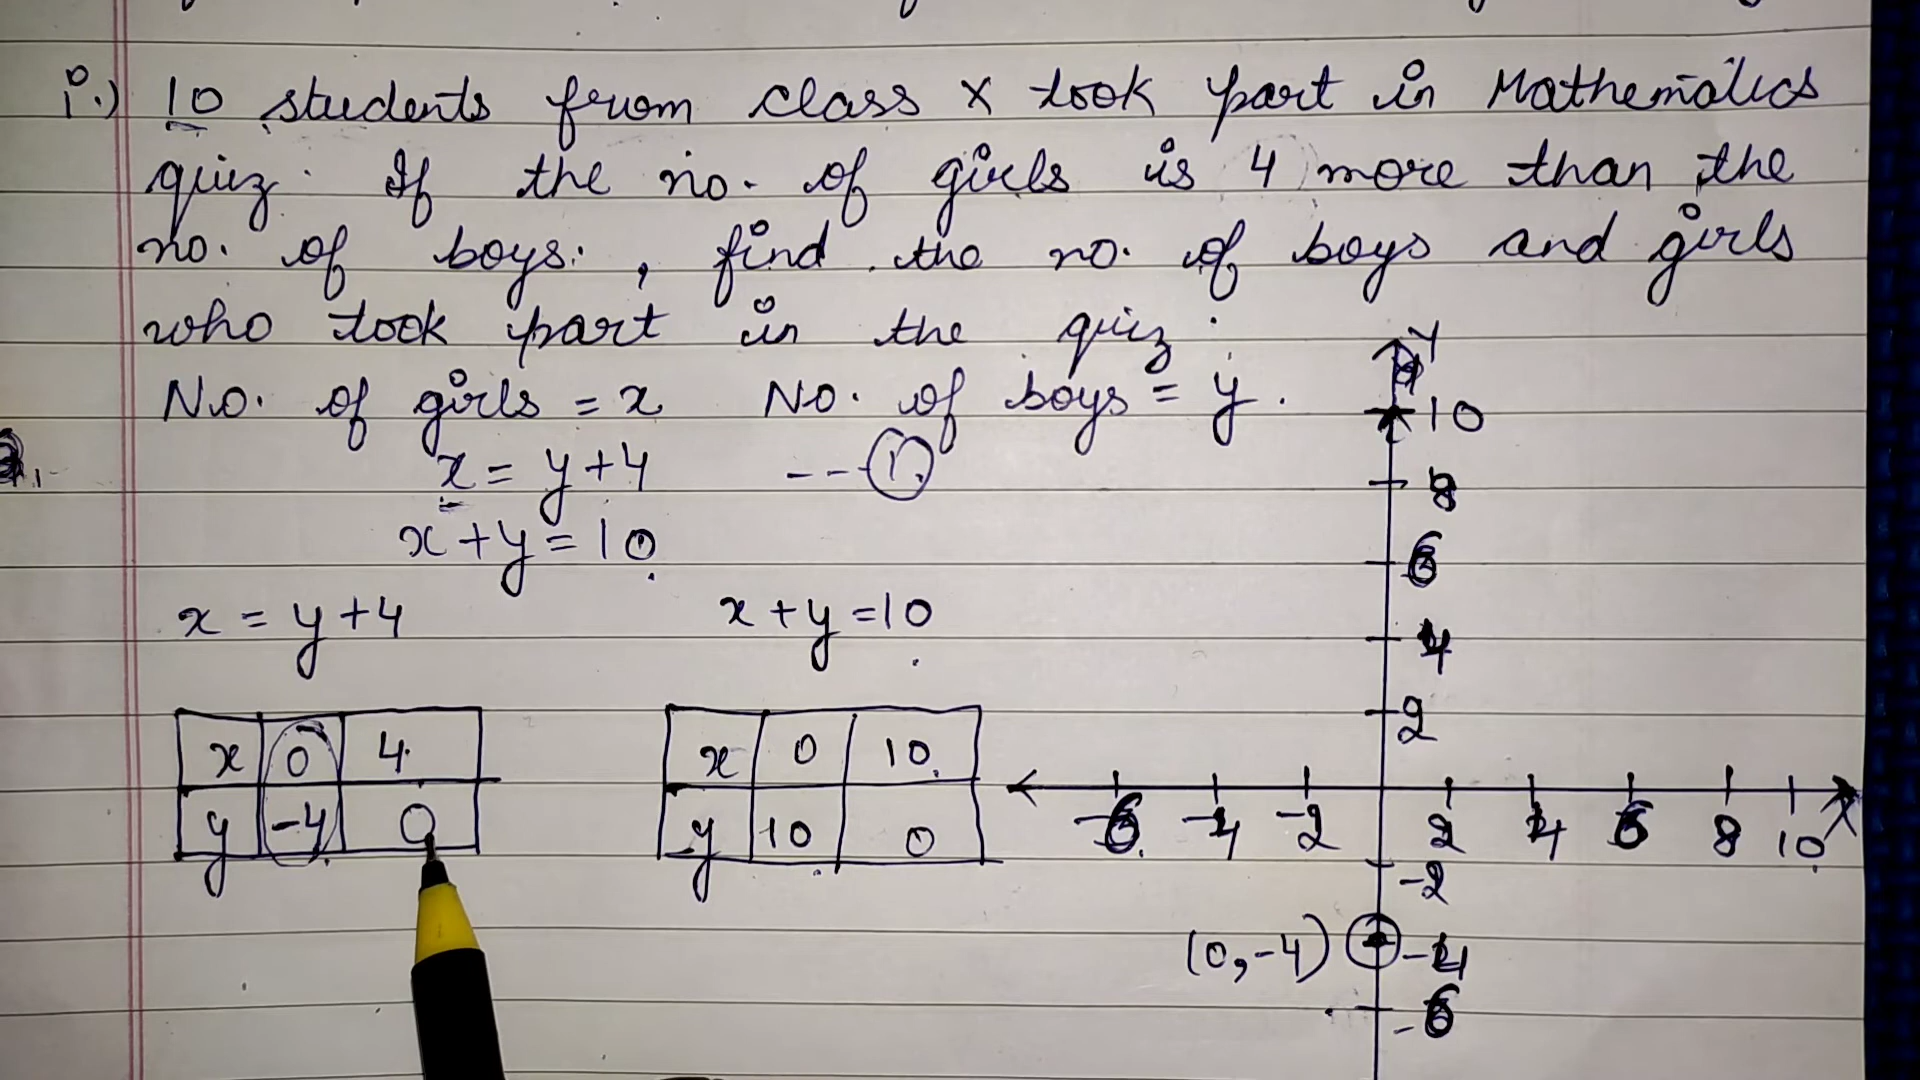 i.) 10 students from class X took part in Mathematics
quiz. If the no. of girls is 4 more than the
no. of boys. , find the no. of boys and girls
who took part in the quiz.
No. of girls = x No. of boys = y.
x = y+4 ---(1.)
x+y = 10
x = y+4 x+y=10
x 0 4
y -4 0
x 0 10
y 10 0
Y
10
8
6
4
2
-6 -4 -2 2 4 6 8 10 X
-2
(0,-4) -4
-6